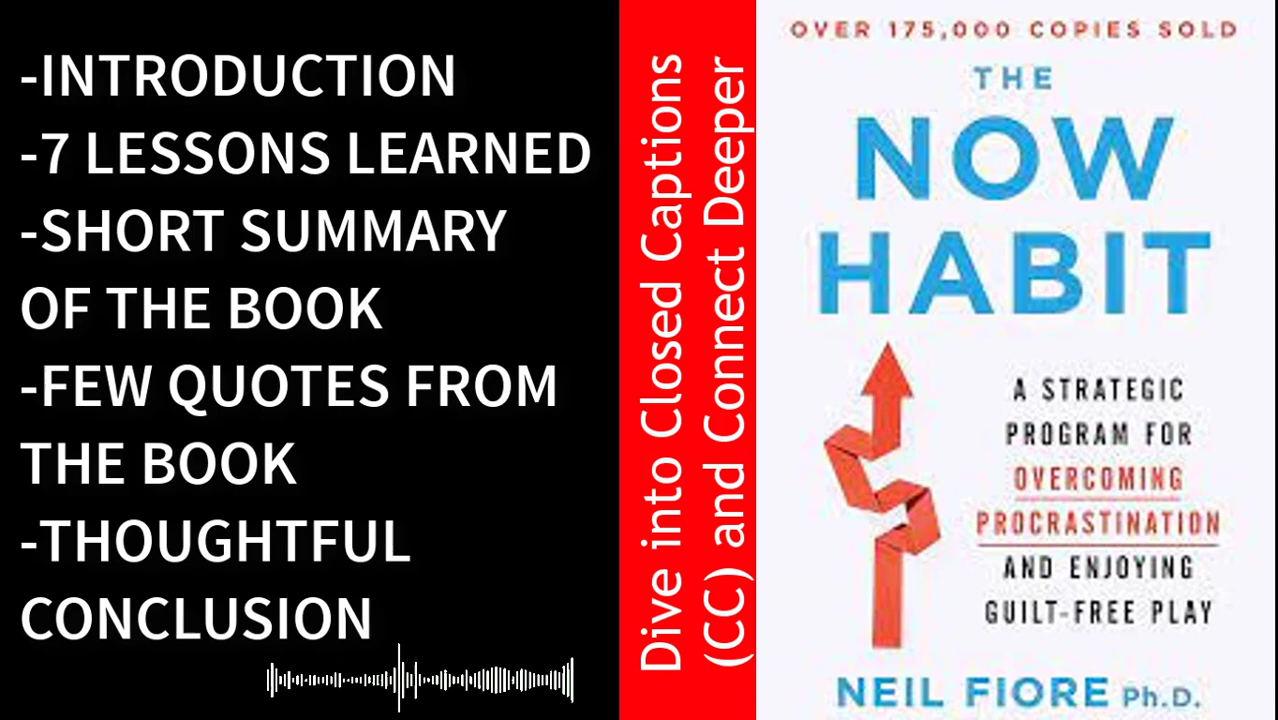 -INTRODUCTION
-7 LESSONS LEARNED
-SHORT SUMMARY
OF THE BOOK
-FEW QUOTES FROM
THE BOOK
-THOUGHTFUL
CONCLUSION
Dive into Closed Captions
(CC) and Connect Deeper
OVER 175,000 COPIES SOLD
THE
NOW
HABIT
A STRATEGIC
PROGRAM FOR
OVERCOMING
PROCRASTINATION
AND ENJOYING
GUILT-FREE PLAY
NEIL FIORE Ph.D.